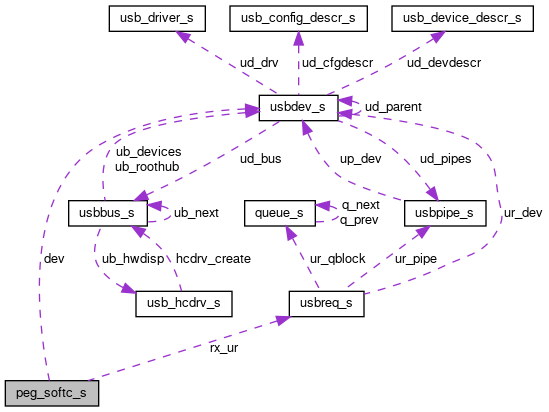 usb_driver_s
usb_config_descr_s
usb_device_descr_s
ud_drv
ud_cfgdescr
ud_devdescr
usbdev_s
ud_parent
ub_devices
ub_roothub
ud_bus
up_dev
ud_pipes
usbbus_s
ub_next
queue_s
q_next
q_prev
usbpipe_s
ur_dev
dev
ub_hwdisp
hcdrv_create
ur_qblock
ur_pipe
usb_hcdrv_s
usbreq_s
rx_ur
peg_softc_s